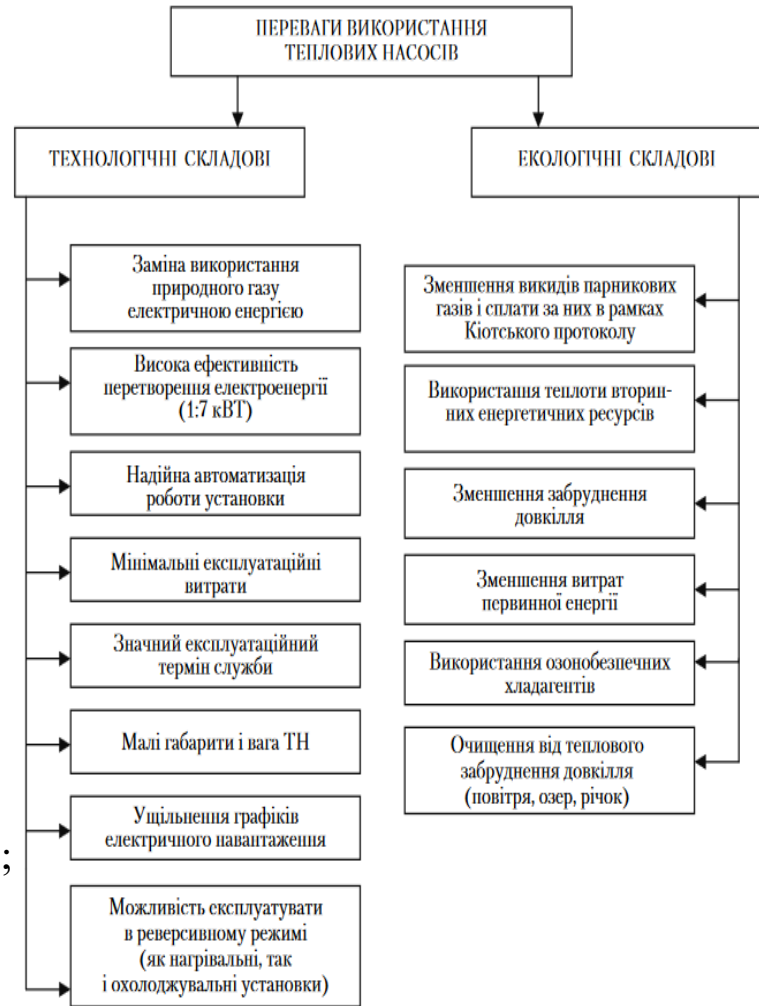 ПЕРЕВАГИ ВИКОРИСТАННЯ
ТЕПЛОВИХ НАСОСІВ
ТЕХНОЛОГІЧНІ СКЛАДОВІ
Заміна використання
природного газу
електричною енергією
Висока ефективність
перетворення електроенергії
(1:7 кВТ)
Надійна автоматизація
роботи установки
Мінімальні експлуатаційні
витрати
Значний експлуатаційний
термін служби
Малі габарити і вага ТН
Ущільнення графіків
електричного навантаження
;
Можливість експлуатувати
в реверсивному режимі
(як нагрівальні, так
і охолоджувальні установки)
ЕКОЛОГІЧНІ СКЛАДОВІ
Зменшення викидів парникових
газів і сплати за них в рамках
Кіотського протоколу
Використання теплоти вторин-
них енергетичних ресурсів
Зменшення забруднення
довкілля
Зменшення витрат
первинної енергії
Використання озонобезпечних
хладагентів
Очищення від теплового
забруднення довкілля
(повітря, озер, річок)